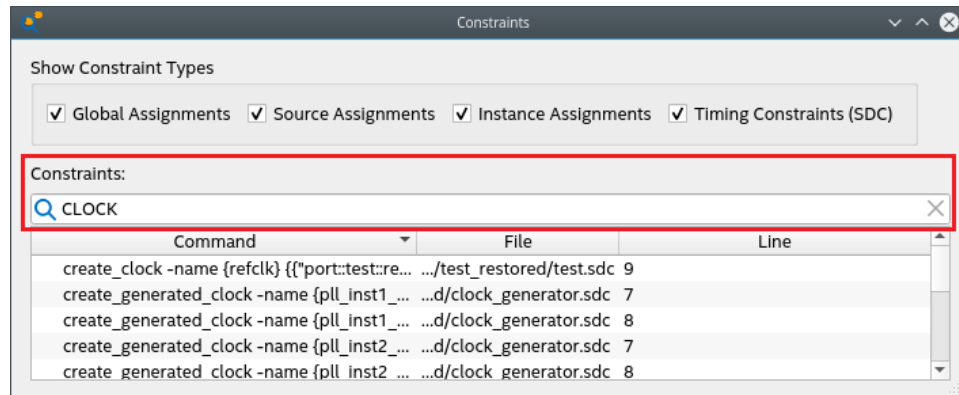 Constraints
Show Constraint Types
Global Assignments Source Assignments Instance Assignments Timing Constraints (SDC)
Constraints:
CLOCK
Command File Line
create_clock -name {refclk} {{"port::test::re... .../test_restored/test.sdc 9
create_generated_clock -name {pll_inst1_... ...d/clock_generator.sdc 7
create_generated_clock -name {pll_inst1_... ...d/clock_generator.sdc 8
create_generated_clock -name {pll_inst2_... ...d/clock_generator.sdc 7
create_generated_clock -name {pll_inst2_... ...d/clock_generator.sdc 8